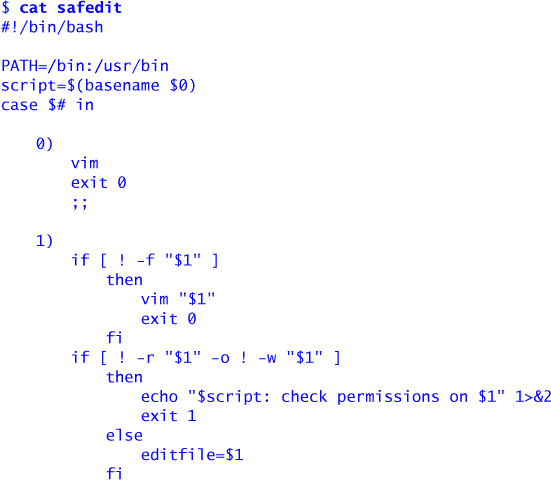 $ cat safedit
#!/bin/bash

PATH=/bin:/usr/bin
script=$(basename $0)
case $# in

    0)
        vim
        exit 0
        ;;

    1)
        if [ ! -f "$1" ]
            then
                vim "$1"
                exit 0
            fi
        if [ ! -r "$1" -o ! -w "$1" ]
            then
                echo "$script: check permissions on $1" 1>&2
                exit 1
            else
                editfile=$1
            fi